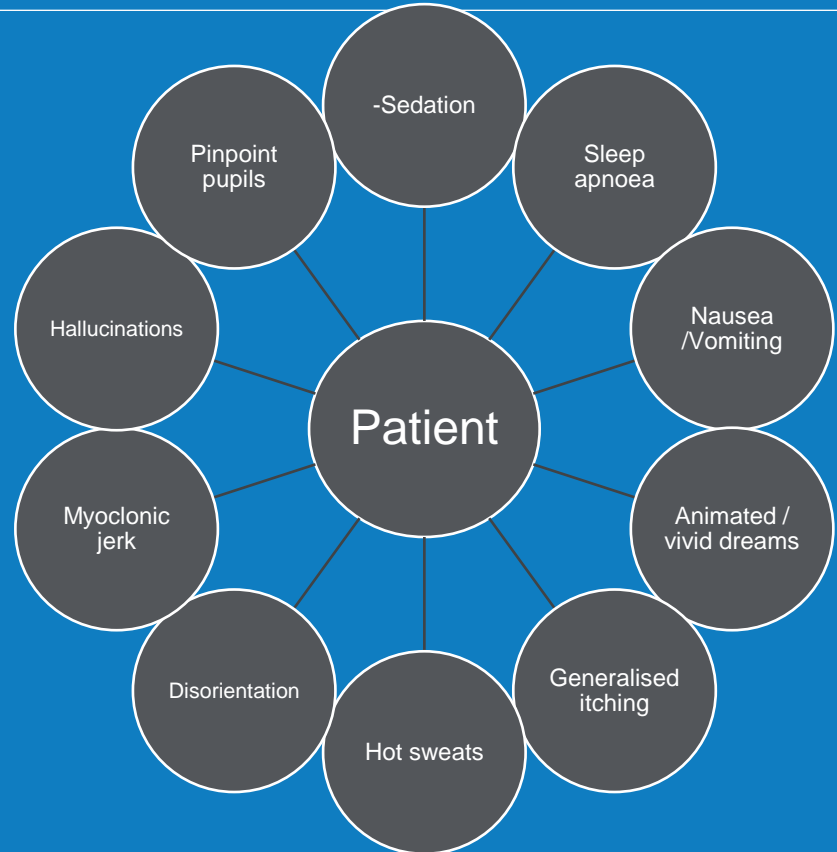 -Sedation
Sleep
apnoea
Nausea
/Vomiting
Animated /
vivid dreams
Generalised
itching
Hot sweats
Disorientation
Myoclonic
jerk
Hallucinations
Pinpoint
pupils
Patient